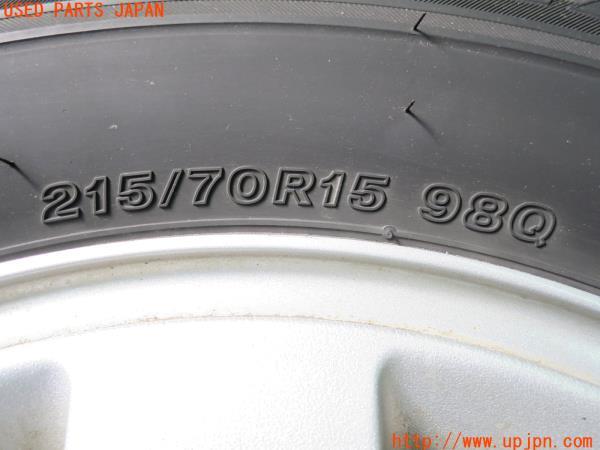 USED PARTS JAPAN
215/70R15 98Q
http://www.upjpn.com/